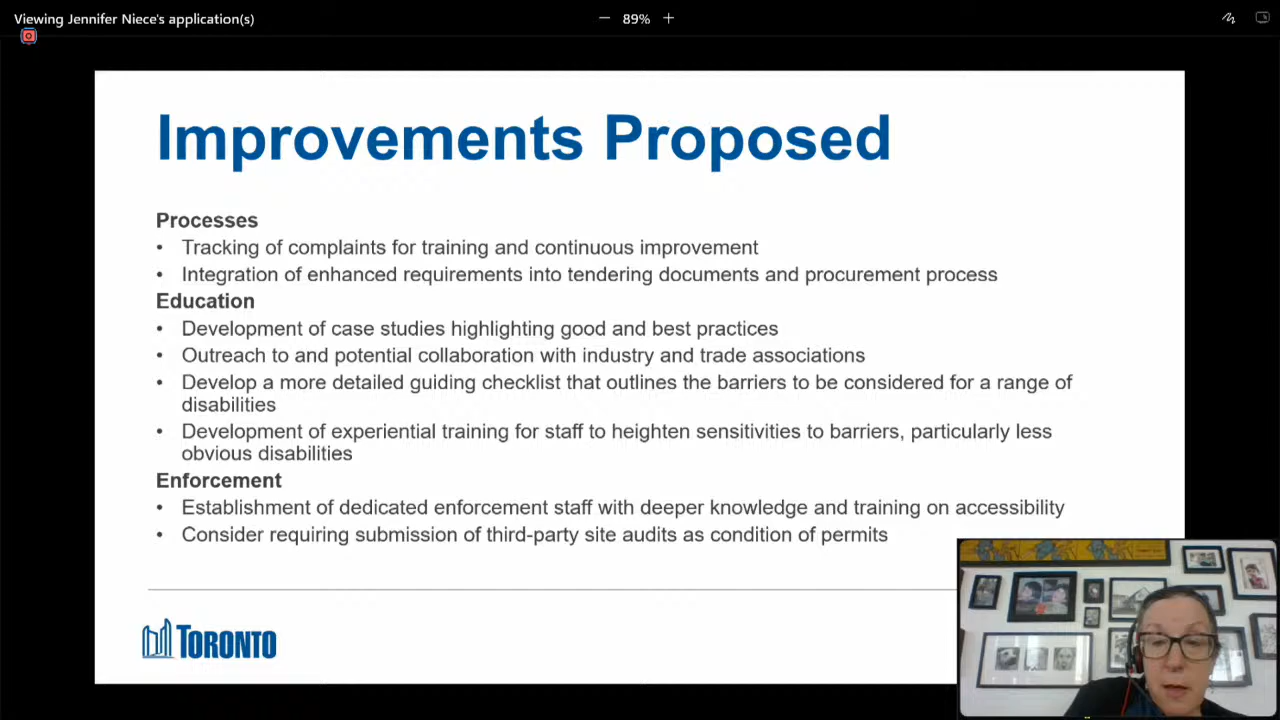 Viewing Jennifer Niece's application(s)
89%
Improvements Proposed
Processes
• Tracking of complaints for training and continuous improvement
• Integration of enhanced requirements into tendering documents and procurement process
Education
• Development of case studies highlighting good and best practices
• Outreach to and potential collaboration with industry and trade associations
• Develop a more detailed guiding checklist that outlines the barriers to be considered for a range of
disabilities
• Development of experiential training for staff to heighten sensitivities to barriers, particularly less
obvious disabilities
Enforcement
• Establishment of dedicated enforcement staff with deeper knowledge and training on accessibility
• Consider requiring submission of third-party site audits as condition of permits
TORONTO